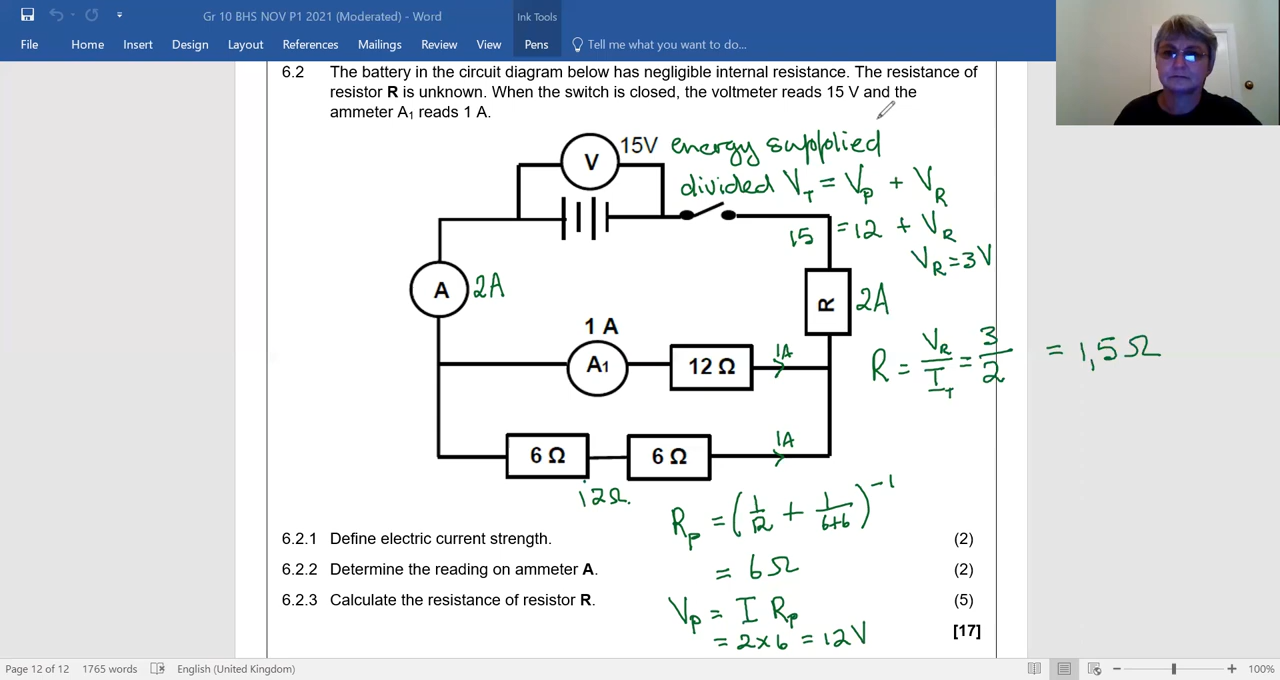 Gr 10 BHS NOV P1 2021 (Moderated) - Word
Ink Tools
File Home Insert Design Layout References Mailings Review View Pens Tell me what you want to do...
6.2 The battery in the circuit diagram below has negligible internal resistance. The resistance of
resistor R is unknown. When the switch is closed, the voltmeter reads 15 V and the
ammeter A₁ reads 1 A.
V 15V energy supplied
divided V_T = V_P + V_R
15 = 12 + V_R
V_R = 3V
A 2A
R 2A
1 A
A₁ 12 Ω 1A
R = V_R / I_T = 3 / 2 = 1,5 Ω
6 Ω 6 Ω 1A
12Ω.
R_p = (1/12 + 1/6+6)⁻¹
= 6Ω
V_p = I R_p
= 2×6 = 12V
6.2.1 Define electric current strength. (2)
6.2.2 Determine the reading on ammeter A. (2)
6.2.3 Calculate the resistance of resistor R. (5)
[17]
Page 12 of 12 1765 words English (United Kingdom) 100%